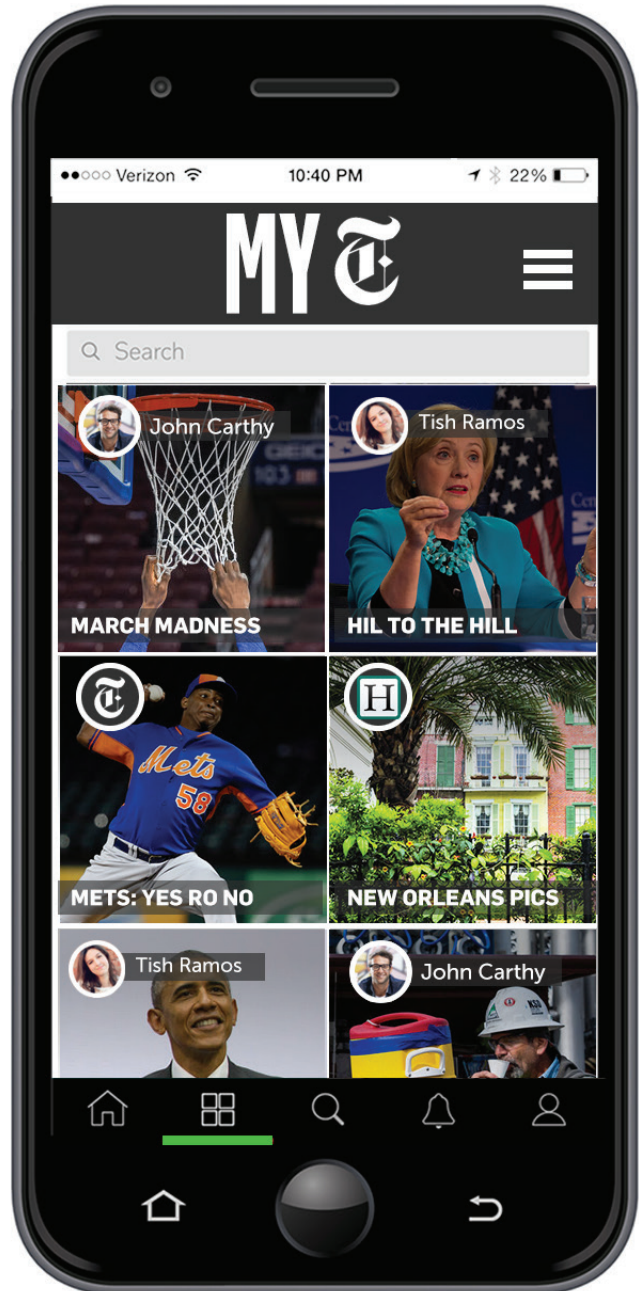 Verizon 10:40 PM 22%
MY T
Search
John Carthy
Tish Ramos
103
MARCH MADNESS
HIL TO THE HILL
T
H
Mets
58
METS: YES RO NO
NEW ORLEANS PICS
Tish Ramos
John Carthy